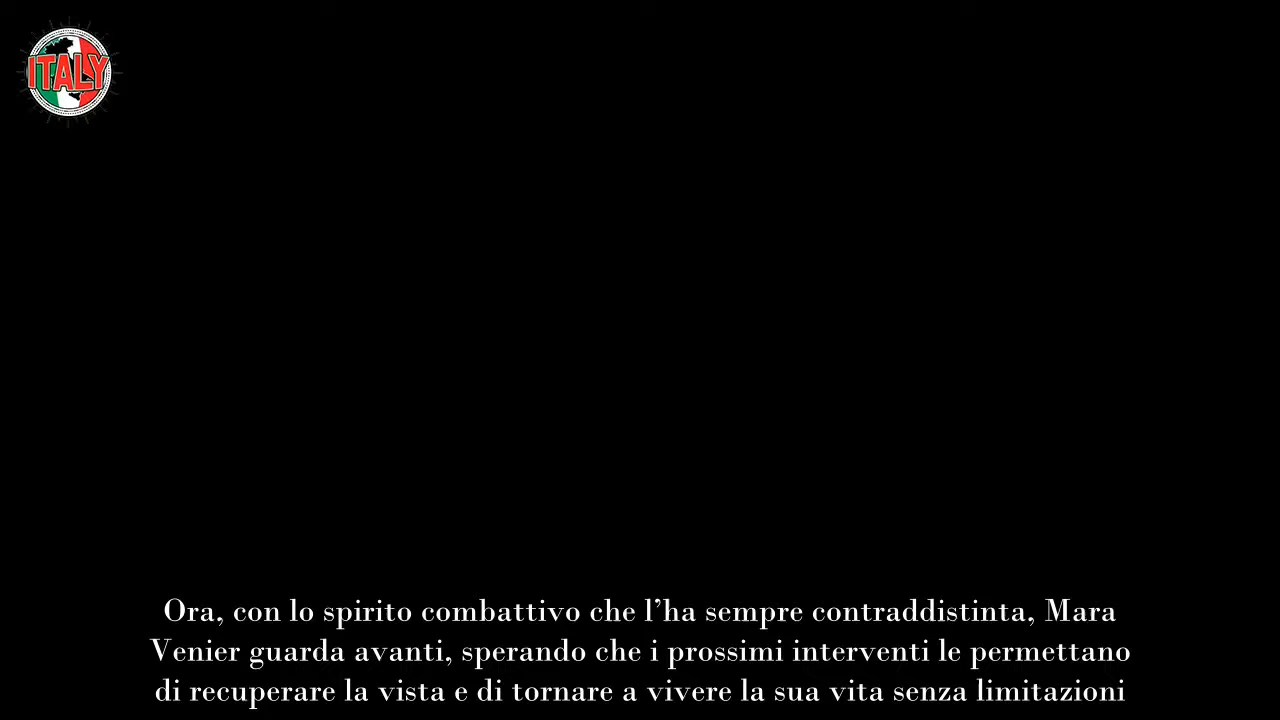 ITALY
Ora, con lo spirito combattivo che l’ha sempre contraddistinta, Mara
Venier guarda avanti, sperando che i prossimi interventi le permettano
di recuperare la vista e di tornare a vivere la sua vita senza limitazioni